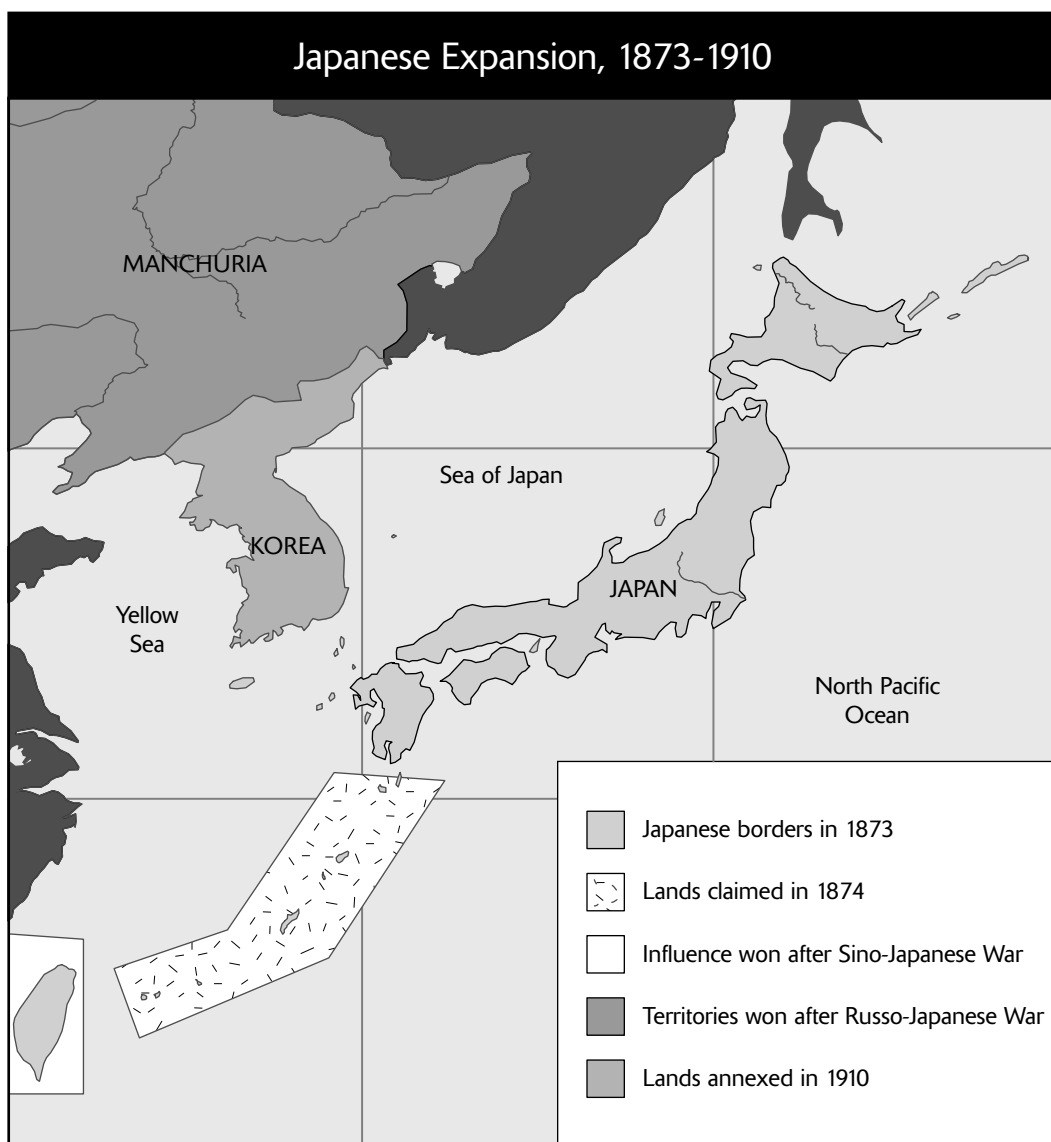 Japanese Expansion, 1873-1910
MANCHURIA
Sea of Japan
KOREA
JAPAN
Yellow
Sea
North Pacific
Ocean
Japanese borders in 1873
Lands claimed in 1874
Influence won after Sino-Japanese War
Territories won after Russo-Japanese War
Lands annexed in 1910